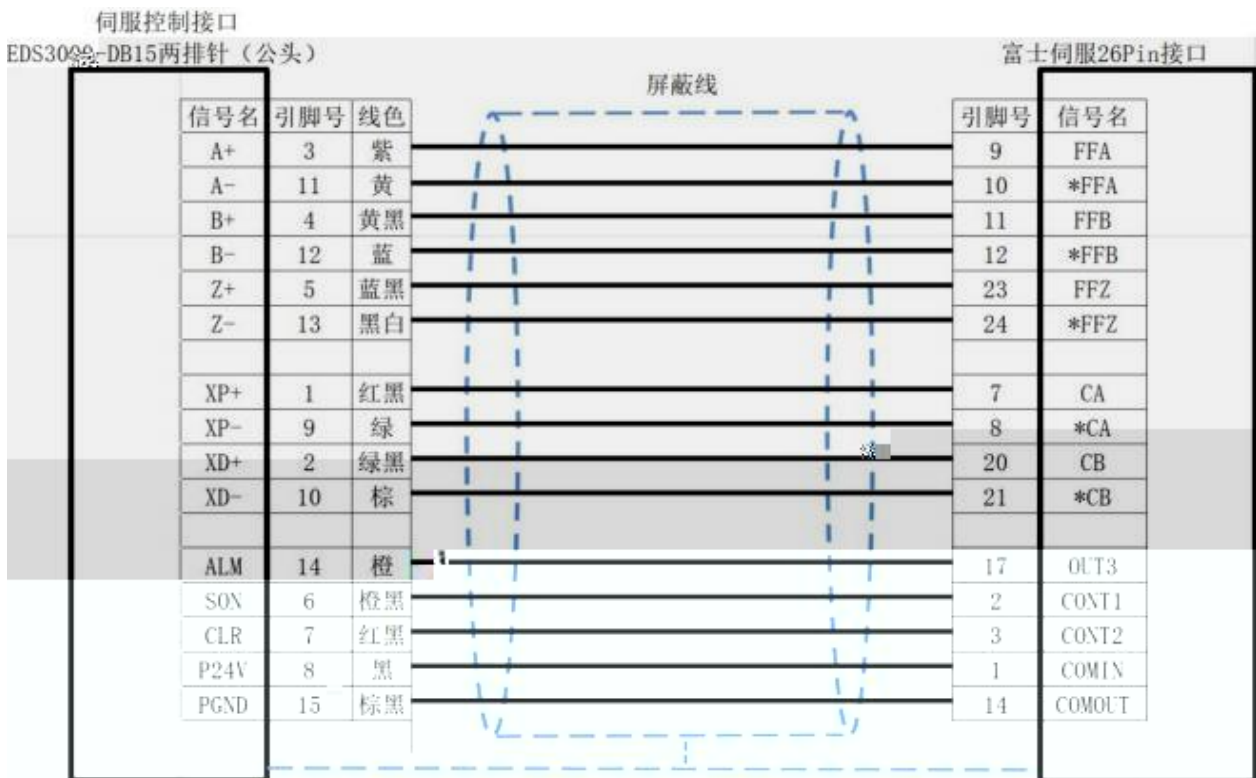 伺服控制接口
EDS3000-DB15两排针（公头）
富士伺服26Pin接口
屏蔽线
信号名 引脚号 线色 引脚号 信号名
A+ 3 紫 9 FFA
A- 11 黄 10 *FFA
B+ 4 黄黑 11 FFB
B- 12 蓝 12 *FFB
Z+ 5 蓝黑 23 FFZ
Z- 13 黑白 24 *FFZ
XP+ 1 红黑 7 CA
XP- 9 绿 8 *CA
XD+ 2 绿黑 20 CB
XD- 10 棕 21 *CB
ALM 14 橙 17 OUT3
SON 6 橙黑 2 CONT1
CLR 7 红黑 3 CONT2
P24V 8 黑 1 COMIN
PGND 15 棕黑 14 COMOUT